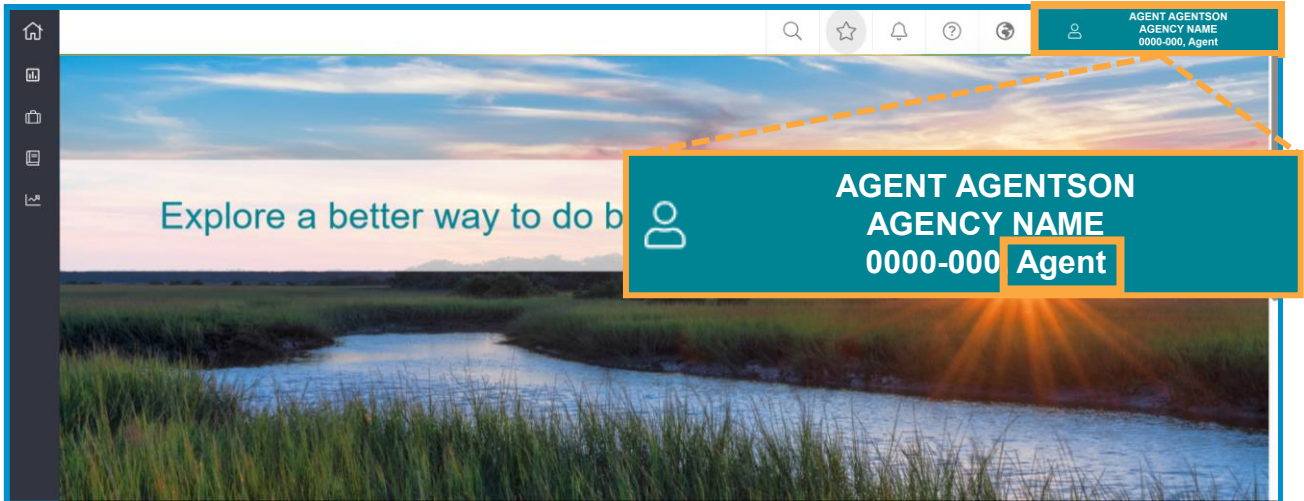 AGENT AGENTSON
AGENCY NAME
0000-000, Agent
Explore a better way to do b
AGENT AGENTSON
AGENCY NAME
0000-000 Agent